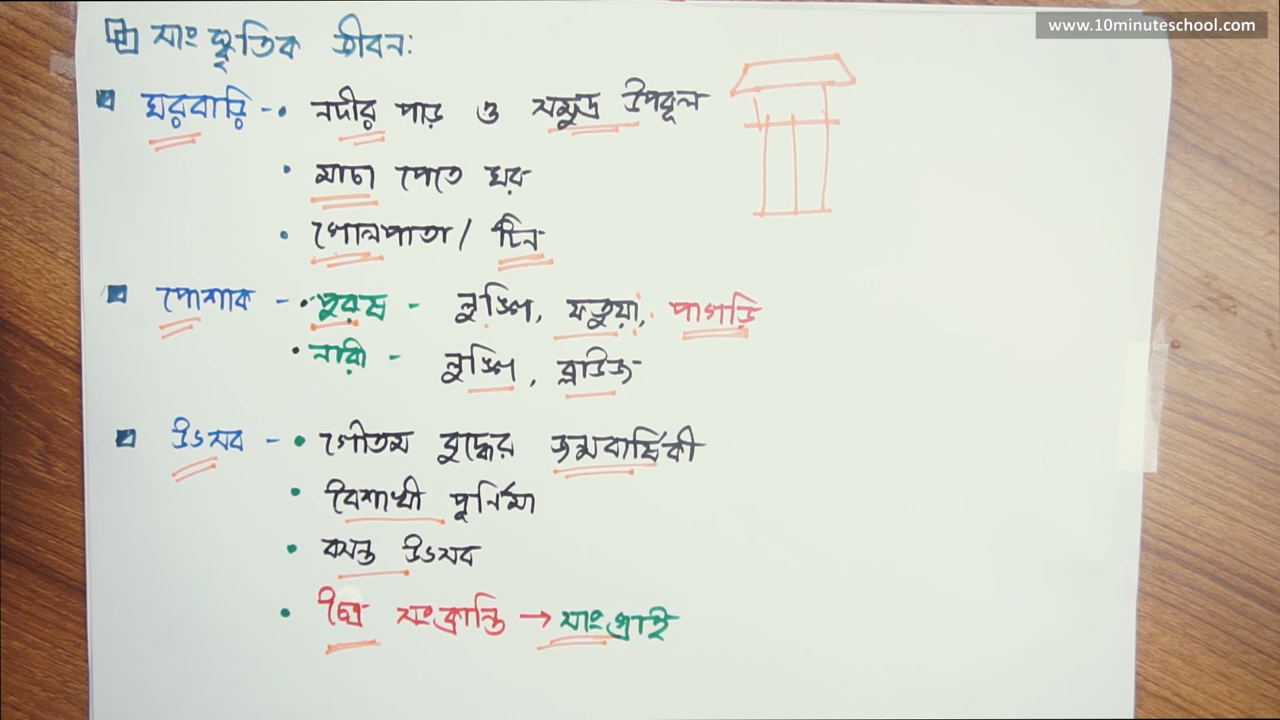 www.10minuteschool.com
সাংস্কৃতিক জীবন:
ঘরবাড়ি - • নদীর পাড় ও সমুদ্র উপকূল
• মাচা পেতে ঘর
• গোলপাতা / টিন
পোশাক - • পুরুষ - লুঙ্গি, ফতুয়া, পাগড়ি
• নারী - লুঙ্গি, ব্লাউজ
উৎসব - • গৌতম বুদ্ধের জন্মবার্ষিকী
• বৈশাখী পূর্নিমা
• বসন্ত উৎসব
• চৈত্র সংক্রান্তি → সাংগ্রাই